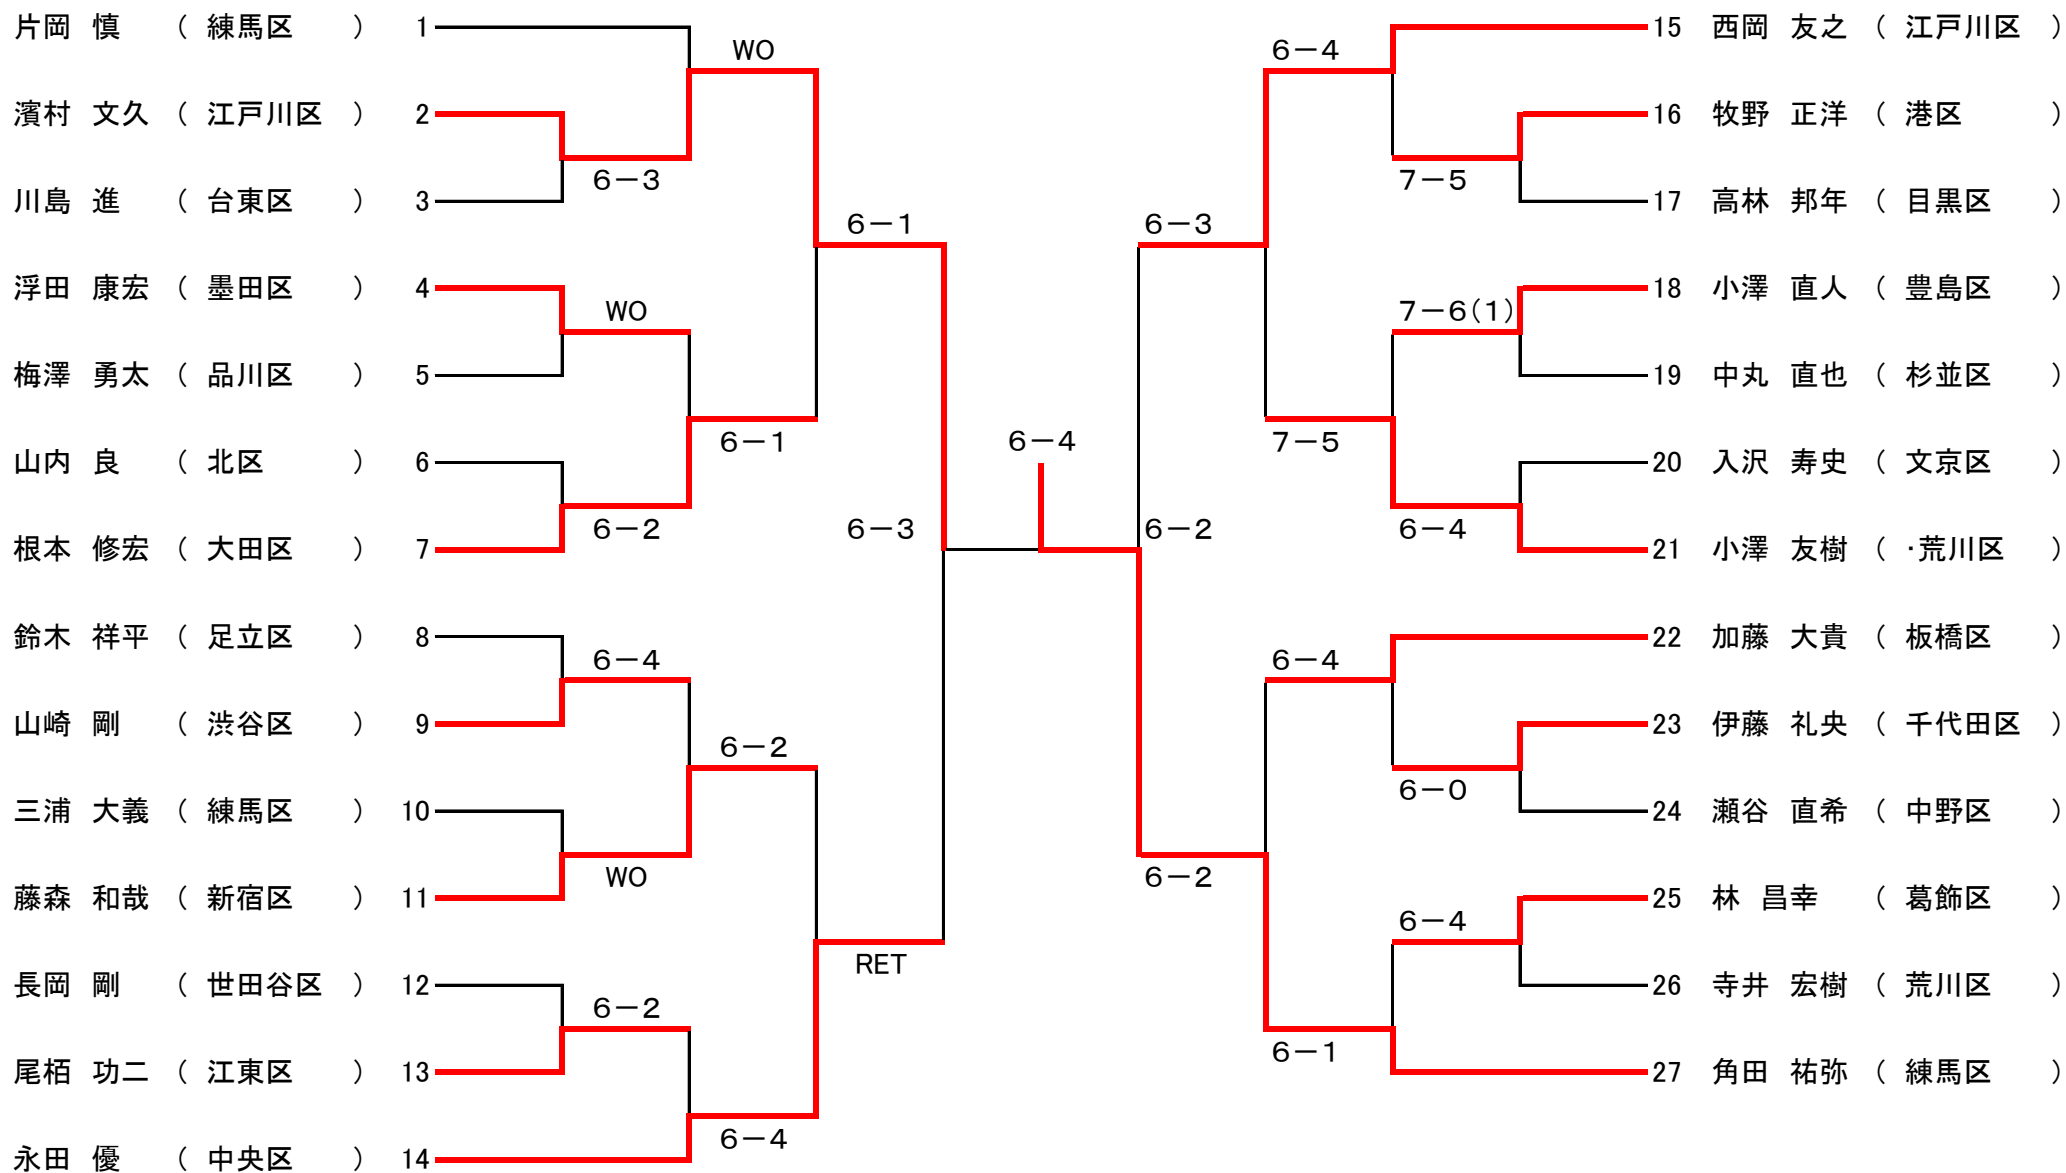 片岡 慎 ( 練馬区 ) 1
WO
濱村 文久 ( 江戸川区 ) 2
6-3
川島 進 ( 台東区 ) 3
6-1
浮田 康宏 ( 墨田区 ) 4
WO
梅澤 勇太 ( 品川区 ) 5
6-1
山内 良 ( 北区 ) 6
6-2
根本 修宏 ( 大田区 ) 7
6-3
鈴木 祥平 ( 足立区 ) 8
6-4
山崎 剛 ( 渋谷区 ) 9
6-2
三浦 大義 ( 練馬区 ) 10
WO
藤森 和哉 ( 新宿区 ) 11
RET
長岡 剛 ( 世田谷区 ) 12
6-2
尾栢 功二 ( 江東区 ) 13
6-4
永田 優 ( 中央区 ) 14
6-4
15 西岡 友之 ( 江戸川区 )
6-4
16 牧野 正洋 ( 港区 )
7-5
17 高林 邦年 ( 目黒区 )
6-3
18 小澤 直人 ( 豊島区 )
7-6(1)
19 中丸 直也 ( 杉並区 )
7-5
20 入沢 寿史 ( 文京区 )
6-4
21 小澤 友樹 ( ・荒川区 )
6-2
22 加藤 大貴 ( 板橋区 )
6-4
23 伊藤 礼央 ( 千代田区 )
6-0
24 瀬谷 直希 ( 中野区 )
6-2
25 林 昌幸 ( 葛飾区 )
6-4
26 寺井 宏樹 ( 荒川区 )
6-1
27 角田 祐弥 ( 練馬区 )